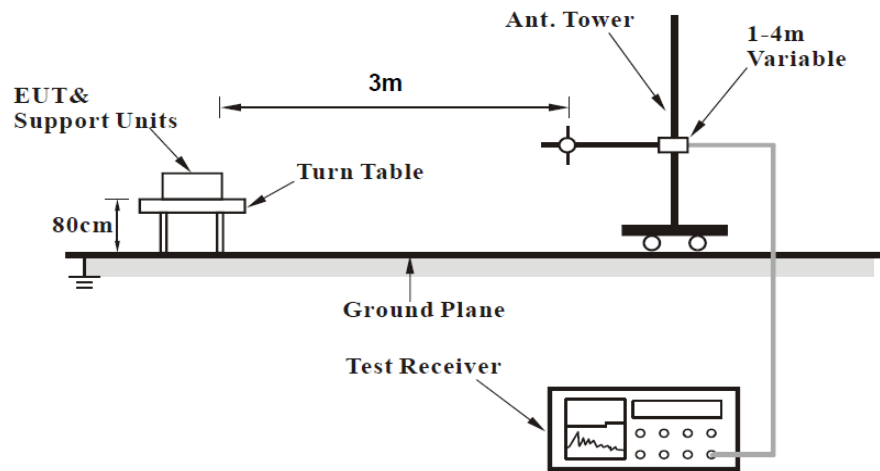 Ant. Tower
1-4m
Variable
3m
EUT&
Support Units
Turn Table
80cm
Ground Plane
Test Receiver